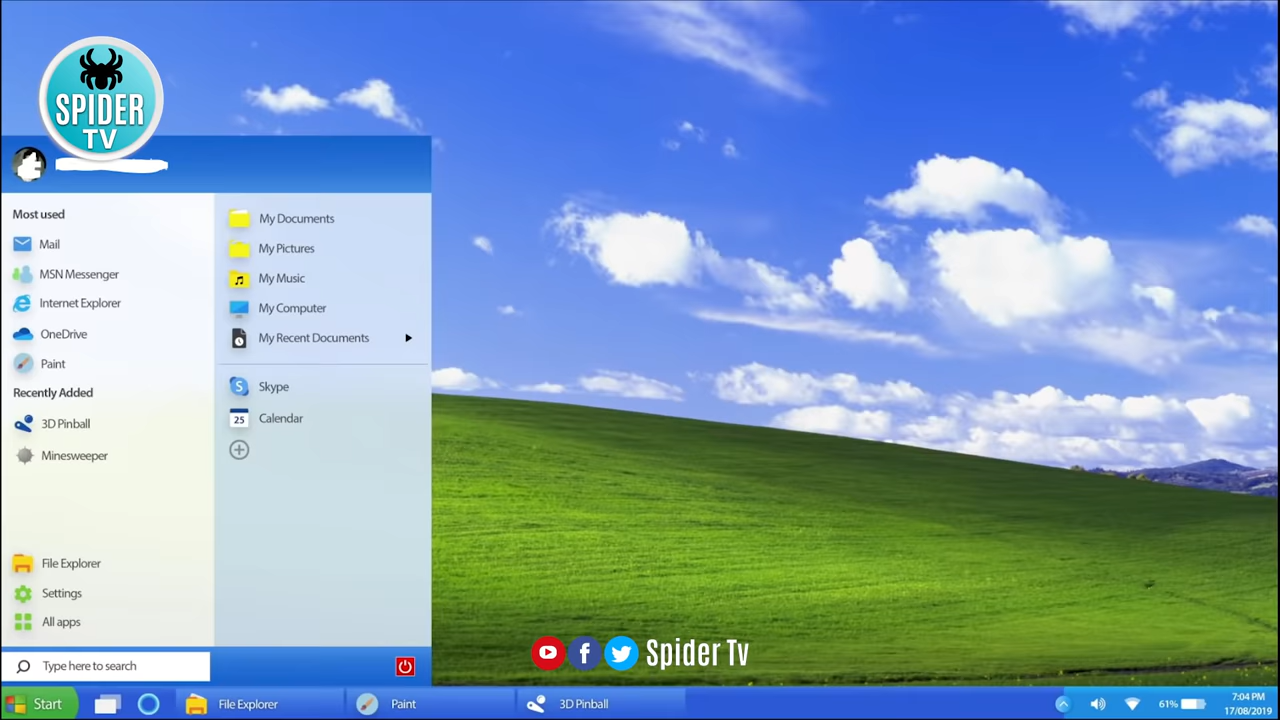 SPIDER
TV
Most used
Mail
MSN Messenger
Internet Explorer
OneDrive
Paint
Recently Added
3D Pinball
Minesweeper
File Explorer
Settings
All apps
Type here to search
My Documents
My Pictures
My Music
My Computer
My Recent Documents
S Skype
25 Calendar
Spider Tv
Start
File Explorer
Paint
3D Pinball
61%
7:04 PM
17/08/2019